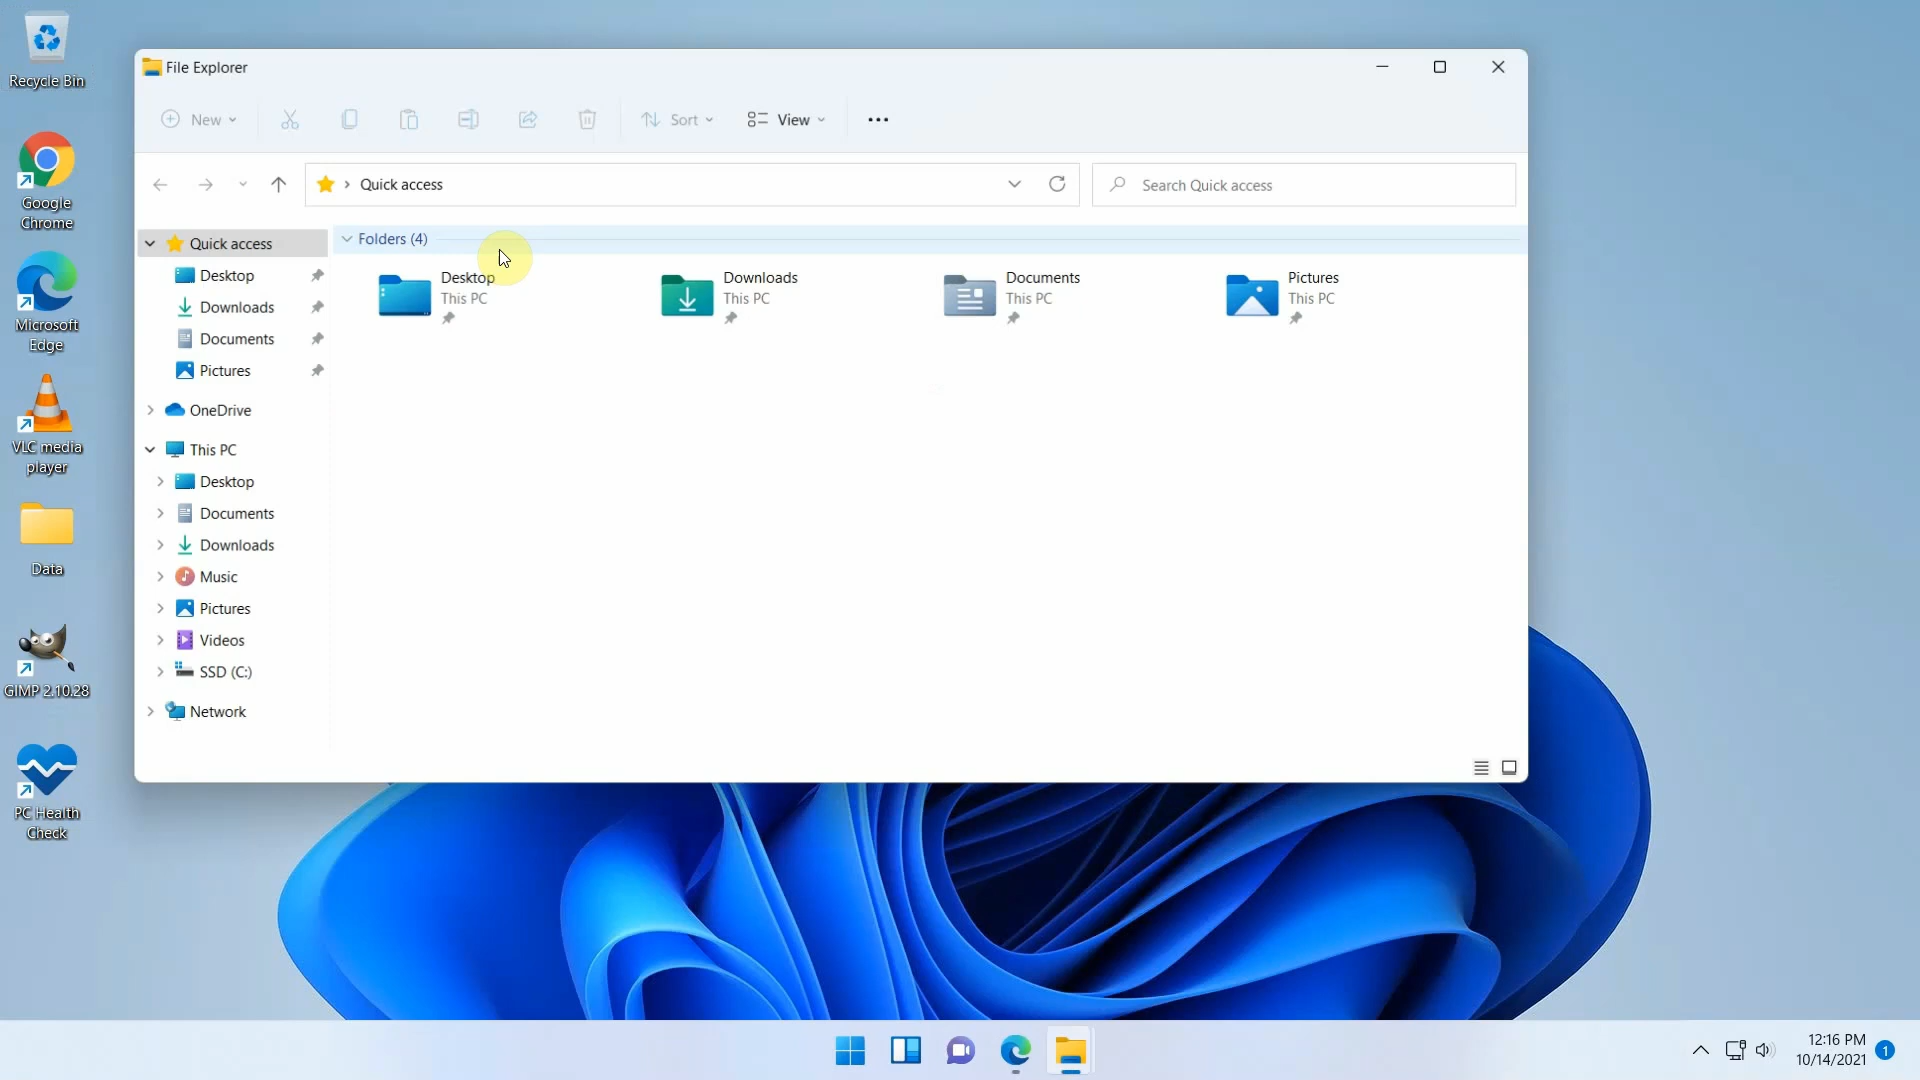 Recycle Bin
Google
Chrome
Microsoft
Edge
VLC media
player
Data
GIMP 2.10.28
PC Health
Check
File Explorer
New
Sort
View
Quick access
Search Quick access
Quick access
Desktop
Downloads
Documents
Pictures
OneDrive
This PC
Desktop
Documents
Downloads
Music
Pictures
Videos
SSD (C:)
Network
Folders (4)
Desktop
This PC
Downloads
This PC
Documents
This PC
Pictures
This PC
12:16 PM
10/14/2021
1